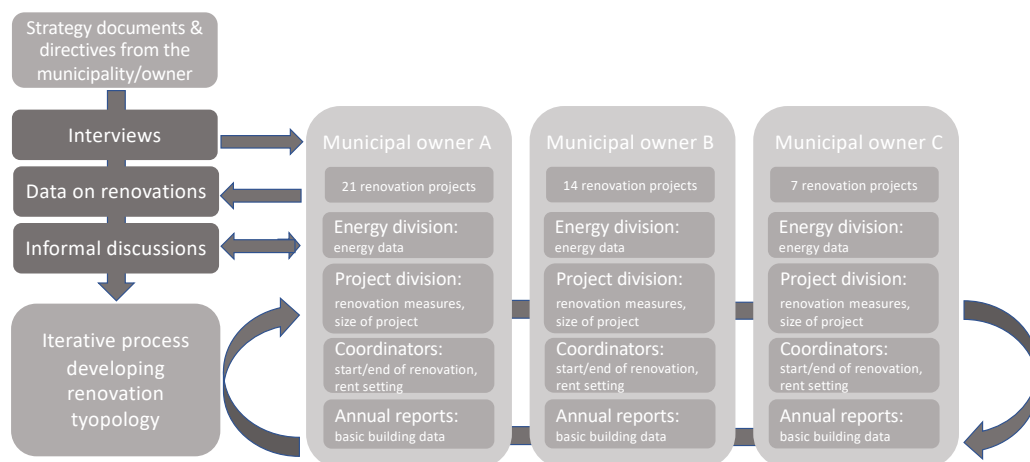 Strategy documents &
directives from the
municipality/owner
Interviews
Data on renovations
Informal discussions
Iterative process
developing
renovation
tyopology
Municipal owner A
21 renovation projects
Energy division:
energy data
Project division:
renovation measures,
size of project
Coordinators:
start/end of renovation,
rent setting
Annual reports:
basic building data
Municipal owner B
14 renovation projects
Energy division:
energy data
Project division:
renovation measures,
size of project
Coordinators:
start/end of renovation,
rent setting
Annual reports:
basic building data
Municipal owner C
7 renovation projects
Energy division:
energy data
Project division:
renovation measures,
size of project
Coordinators:
start/end of renovation,
rent setting
Annual reports:
basic building data